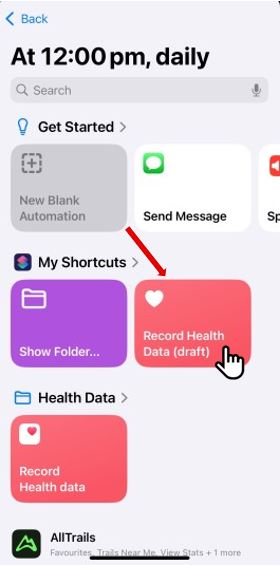 Back
At 12:00 pm, daily
Search
Get Started
New Blank
Automation
Send Message
Sp
My Shortcuts
Show Folder...
Record Health
Data (draft)
Health Data
Record
Health data
AllTrails
Favourites, Trails Near Me, View Stats + 1 more